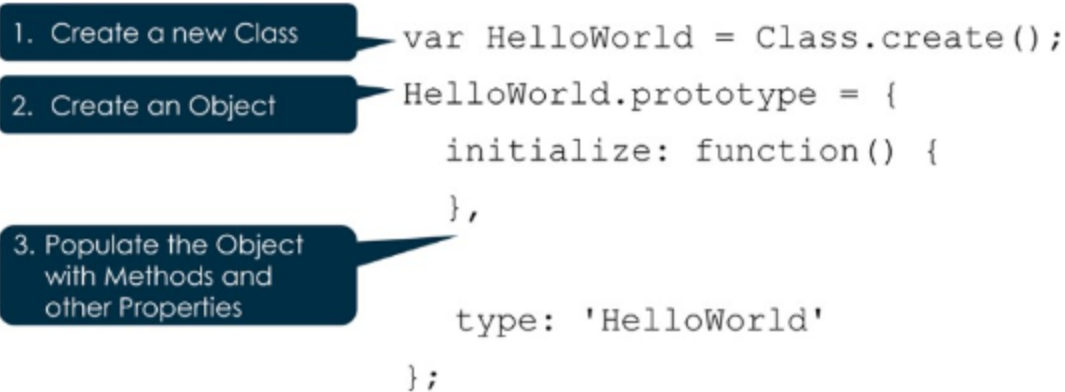 1. Create a new Class
var HelloWorld = Class.create();
2. Create an Object
HelloWorld.prototype = {
initialize: function() {
},
3. Populate the Object
with Methods and
other Properties
type: 'HelloWorld'
};